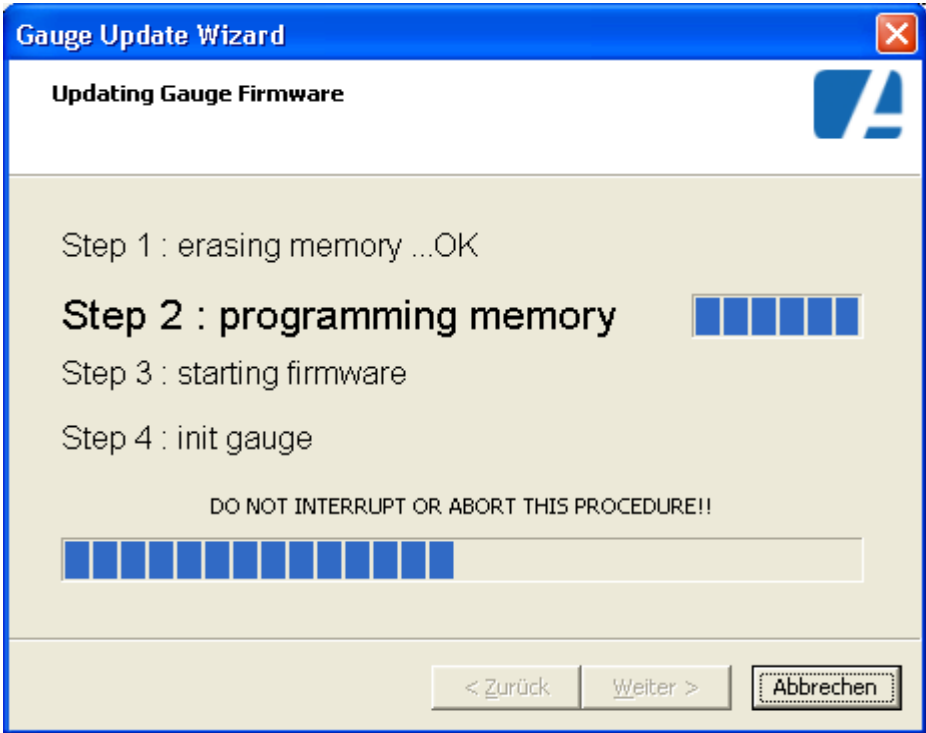 Gauge Update Wizard
Updating Gauge Firmware
Step 1 : erasing memory ...OK
Step 2 : programming memory
Step 3 : starting firmware
Step 4 : init gauge
DO NOT INTERRUPT OR ABORT THIS PROCEDURE!!
< Zurück Weiter > Abbrechen